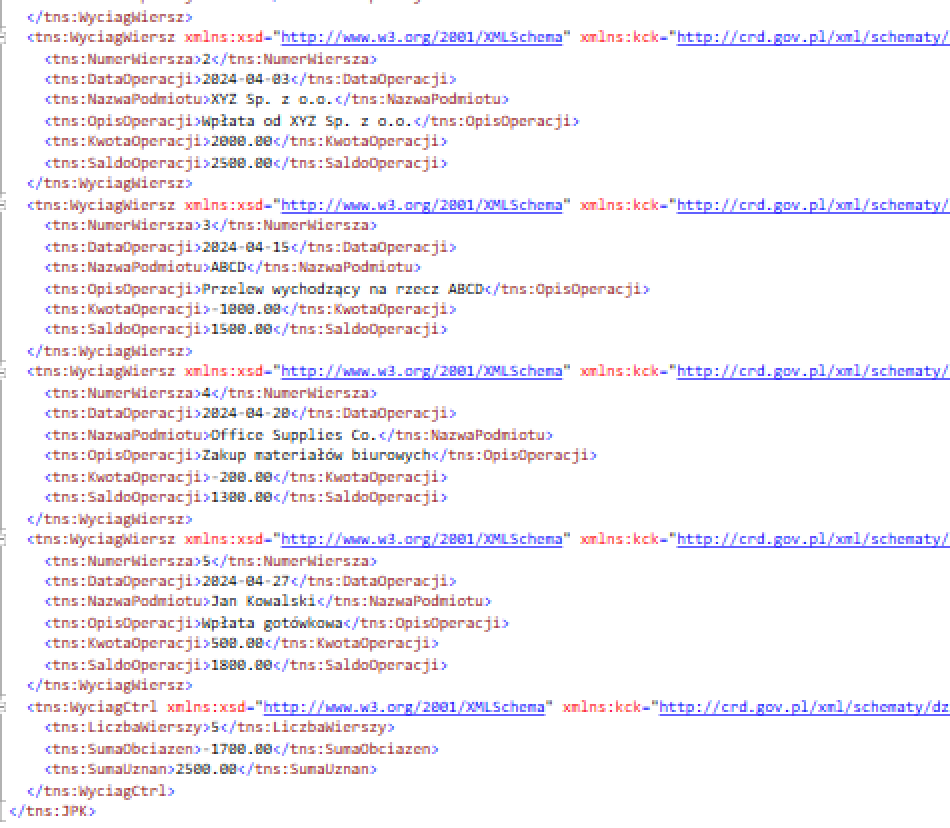 </tns:WyciagWiersz>
<tns:WyciagWiersz xmlns:xsd="http://www.w3.org/2001/XMLSchema" xmlns:kck="http://crd.gov.pl/xml/schematy/
<tns:NumerWiersza>2</tns:NumerWiersza>
<tns:DataOperacji>2024-04-03</tns:DataOperacji>
<tns:NazwaPodmiotu>XYZ Sp. z o.o.</tns:NazwaPodmiotu>
<tns:OpisOperacji>Wpłata od XYZ Sp. z o.o.</tns:OpisOperacji>
<tns:KwotaOperacji>2000.00</tns:KwotaOperacji>
<tns:SaldoOperacji>2500.00</tns:SaldoOperacji>
</tns:WyciagWiersz>
<tns:WyciagWiersz xmlns:xsd="http://www.w3.org/2001/XMLSchema" xmlns:kck="http://crd.gov.pl/xml/schematy/
<tns:NumerWiersza>3</tns:NumerWiersza>
<tns:DataOperacji>2024-04-15</tns:DataOperacji>
<tns:NazwaPodmiotu>ABCD</tns:NazwaPodmiotu>
<tns:OpisOperacji>Przelew wychodzący na rzecz ABCD</tns:OpisOperacji>
<tns:KwotaOperacji>-1000.00</tns:KwotaOperacji>
<tns:SaldoOperacji>1500.00</tns:SaldoOperacji>
</tns:WyciagWiersz>
<tns:WyciagWiersz xmlns:xsd="http://www.w3.org/2001/XMLSchema" xmlns:kck="http://crd.gov.pl/xml/schematy/
<tns:NumerWiersza>4</tns:NumerWiersza>
<tns:DataOperacji>2024-04-20</tns:DataOperacji>
<tns:NazwaPodmiotu>Office Supplies Co.</tns:NazwaPodmiotu>
<tns:OpisOperacji>Zakup materiałów biurowych</tns:OpisOperacji>
<tns:KwotaOperacji>-200.00</tns:KwotaOperacji>
<tns:SaldoOperacji>1300.00</tns:SaldoOperacji>
</tns:WyciagWiersz>
<tns:WyciagWiersz xmlns:xsd="http://www.w3.org/2001/XMLSchema" xmlns:kck="http://crd.gov.pl/xml/schematy/
<tns:NumerWiersza>5</tns:NumerWiersza>
<tns:DataOperacji>2024-04-27</tns:DataOperacji>
<tns:NazwaPodmiotu>Jan Kowalski</tns:NazwaPodmiotu>
<tns:OpisOperacji>Wpłata gotówkowa</tns:OpisOperacji>
<tns:KwotaOperacji>500.00</tns:KwotaOperacji>
<tns:SaldoOperacji>1800.00</tns:SaldoOperacji>
</tns:WyciagWiersz>
<tns:WyciagCtrl xmlns:xsd="http://www.w3.org/2001/XMLSchema" xmlns:kck="http://crd.gov.pl/xml/schematy/dz
<tns:LiczbaWierszy>5</tns:LiczbaWierszy>
<tns:SumaObciazen>-1700.00</tns:SumaObciazen>
<tns:SumaUznan>2500.00</tns:SumaUznan>
</tns:WyciagCtrl>
</tns:JPK>